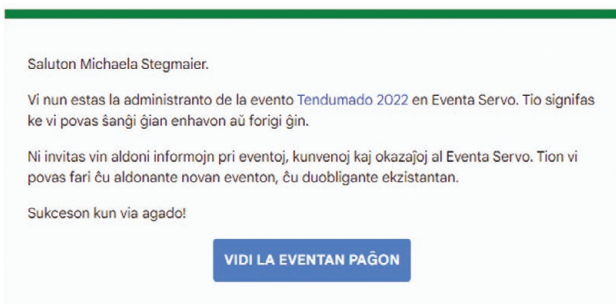 Saluton Michaela Stegmaier.
Vi nun estas la administranto de la evento Tendumado 2022 en Eventa Servo. Tio signifas
ke vi povas ŝanĝi ĝian enhavon aŭ forigi ĝin.
Ni invitas vin aldoni informojn pri eventoj, kunvenoj kaj okazaĵoj al Eventa Servo. Tion vi
povas fari ĉu aldonante novan eventon, ĉu duobligante ekzistantan.
Sukceson kun via agado!
VIDI LA EVENTAN PAĜON